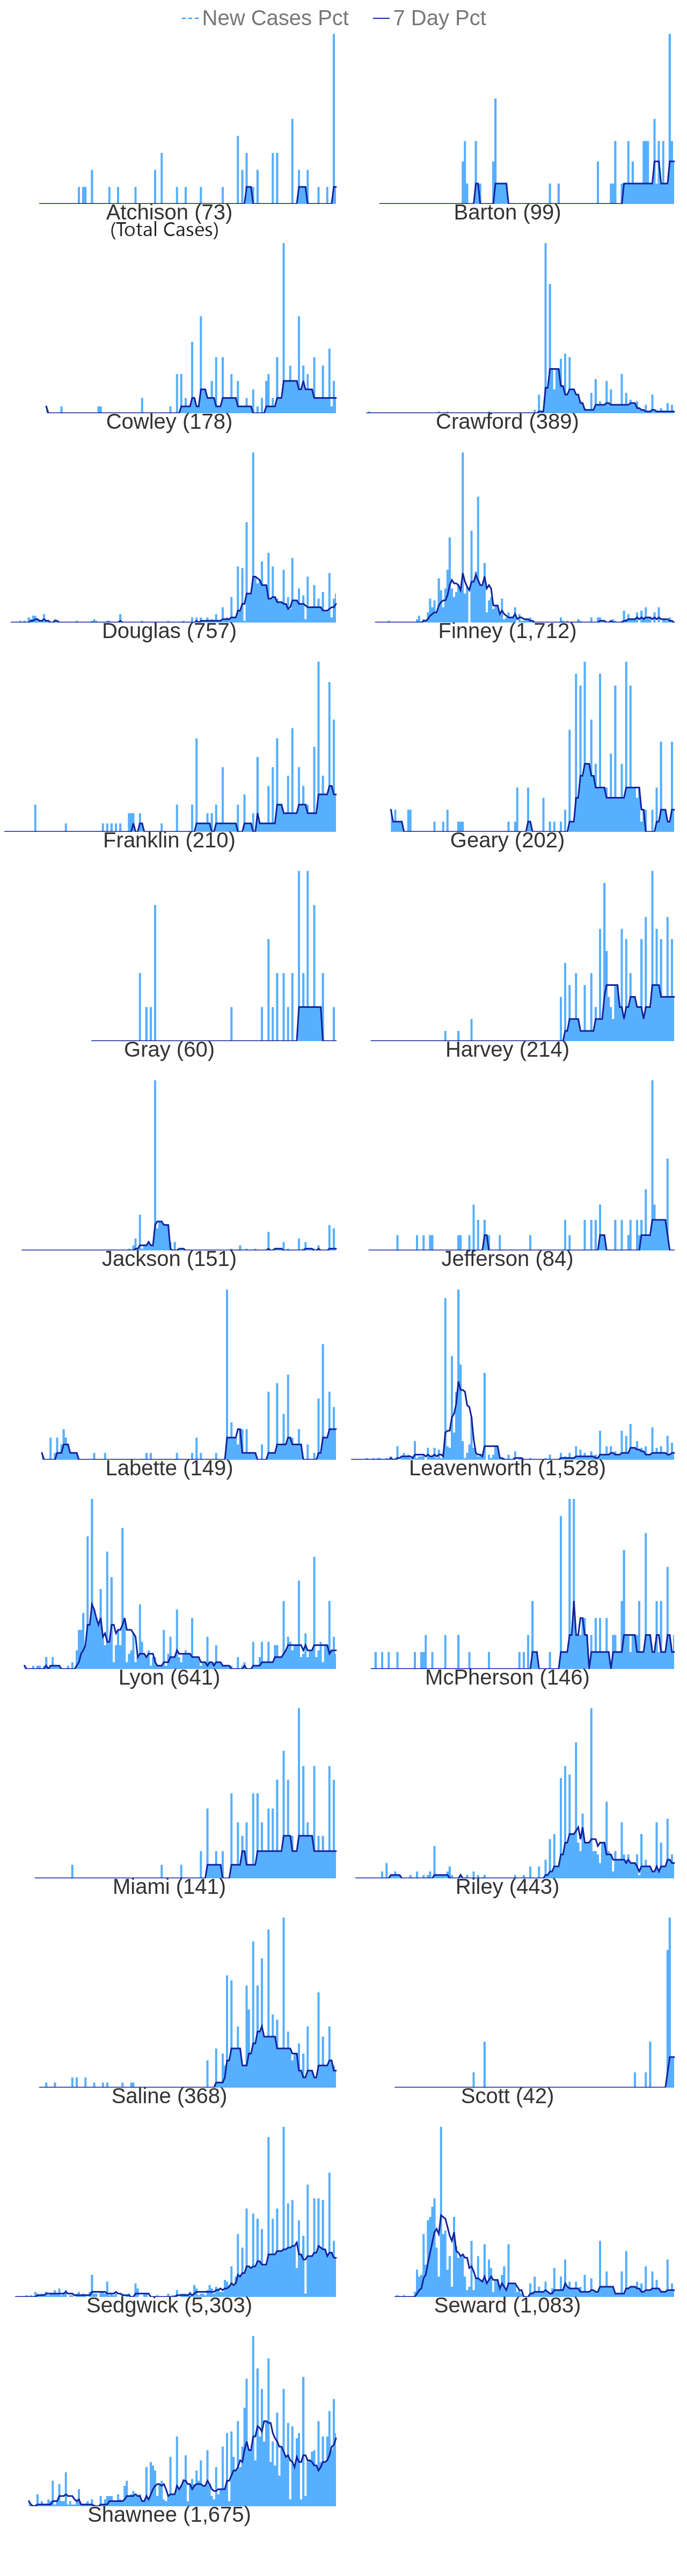 New Cases Pct 7 Day Pct
Atchison (73) Barton (99)
(Total Cases)
Cowley (178) Crawford (389)
Douglas (757) Finney (1,712)
Franklin (210) Geary (202)
Gray (60) Harvey (214)
Jackson (151) Jefferson (84)
Labette (149) Leavenworth (1,528)
Lyon (641) McPherson (146)
Miami (141) Riley (443)
Saline (368) Scott (42)
Sedgwick (5,303) Seward (1,083)
Shawnee (1,675)